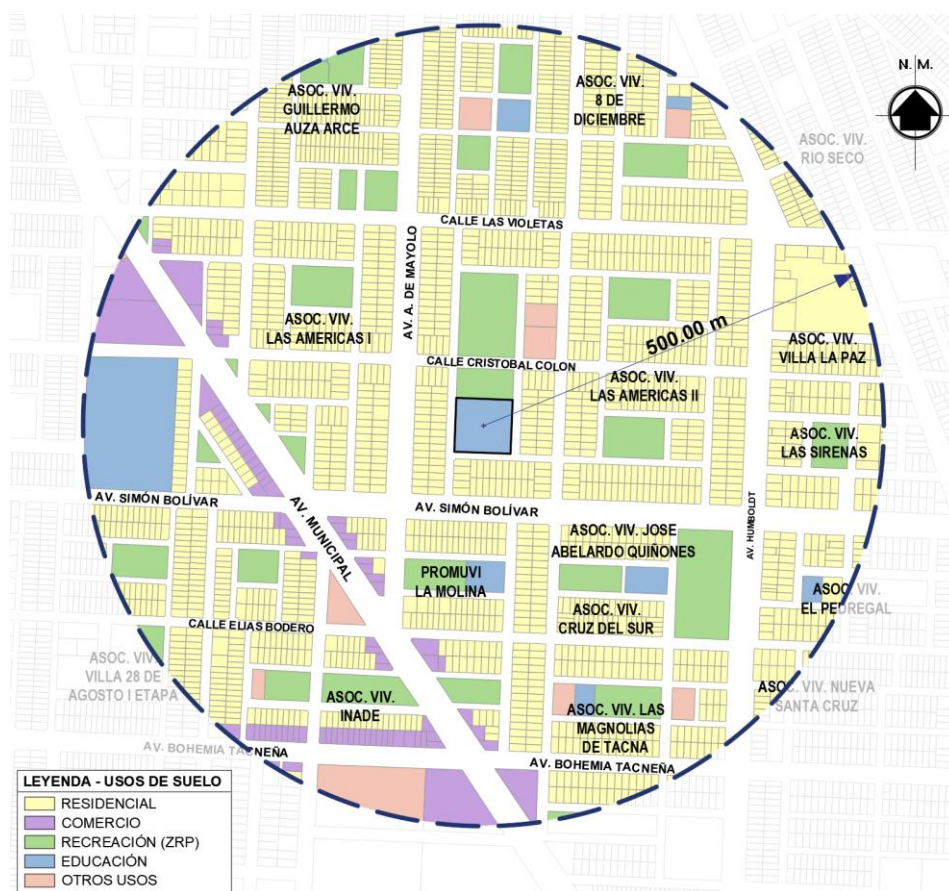 N. M.
ASOC. VIV.
GUILLERMO
AUZA ARCE
ASOC. VIV.
8 DE
DICIEMBRE
ASOC. VIV.
RIO SECO
CALLE LAS VIOLETAS
AV. A. DE MAYOLO
ASOC. VIV.
LAS AMERICAS I
500.00 m
CALLE CRISTOBAL COLON
ASOC. VIV.
VILLA LA PAZ
ASOC. VIV.
LAS AMERICAS II
ASOC. VIV.
LAS SIRENAS
AV. SIMÓN BOLÍVAR
AV. MUNICIPAL
AV. SIMÓN BOLÍVAR
AV. HUMBOLDT
ASOC. VIV. JOSE
ABELARDO QUIÑONES
PROMUVI
LA MOLINA
ASOC. VIV.
EL PEDREGAL
ASOC. VIV.
CRUZ DEL SUR
CALLE ELIAS BODERO
ASOC. VIV.
VILLA 28 DE
AGOSTO I ETAPA
ASOC. VIV.
INADE
ASOC. VIV. LAS
MAGNOLIAS
DE TACNA
ASOC. VIV. NUEVA
SANTA CRUZ
AV. BOHEMIA TACNEÑA
AV. BOHEMIA TACNEÑA
LEYENDA - USOS DE SUELO
RESIDENCIAL
COMERCIO
RECREACIÓN (ZRP)
EDUCACIÓN
OTROS USOS